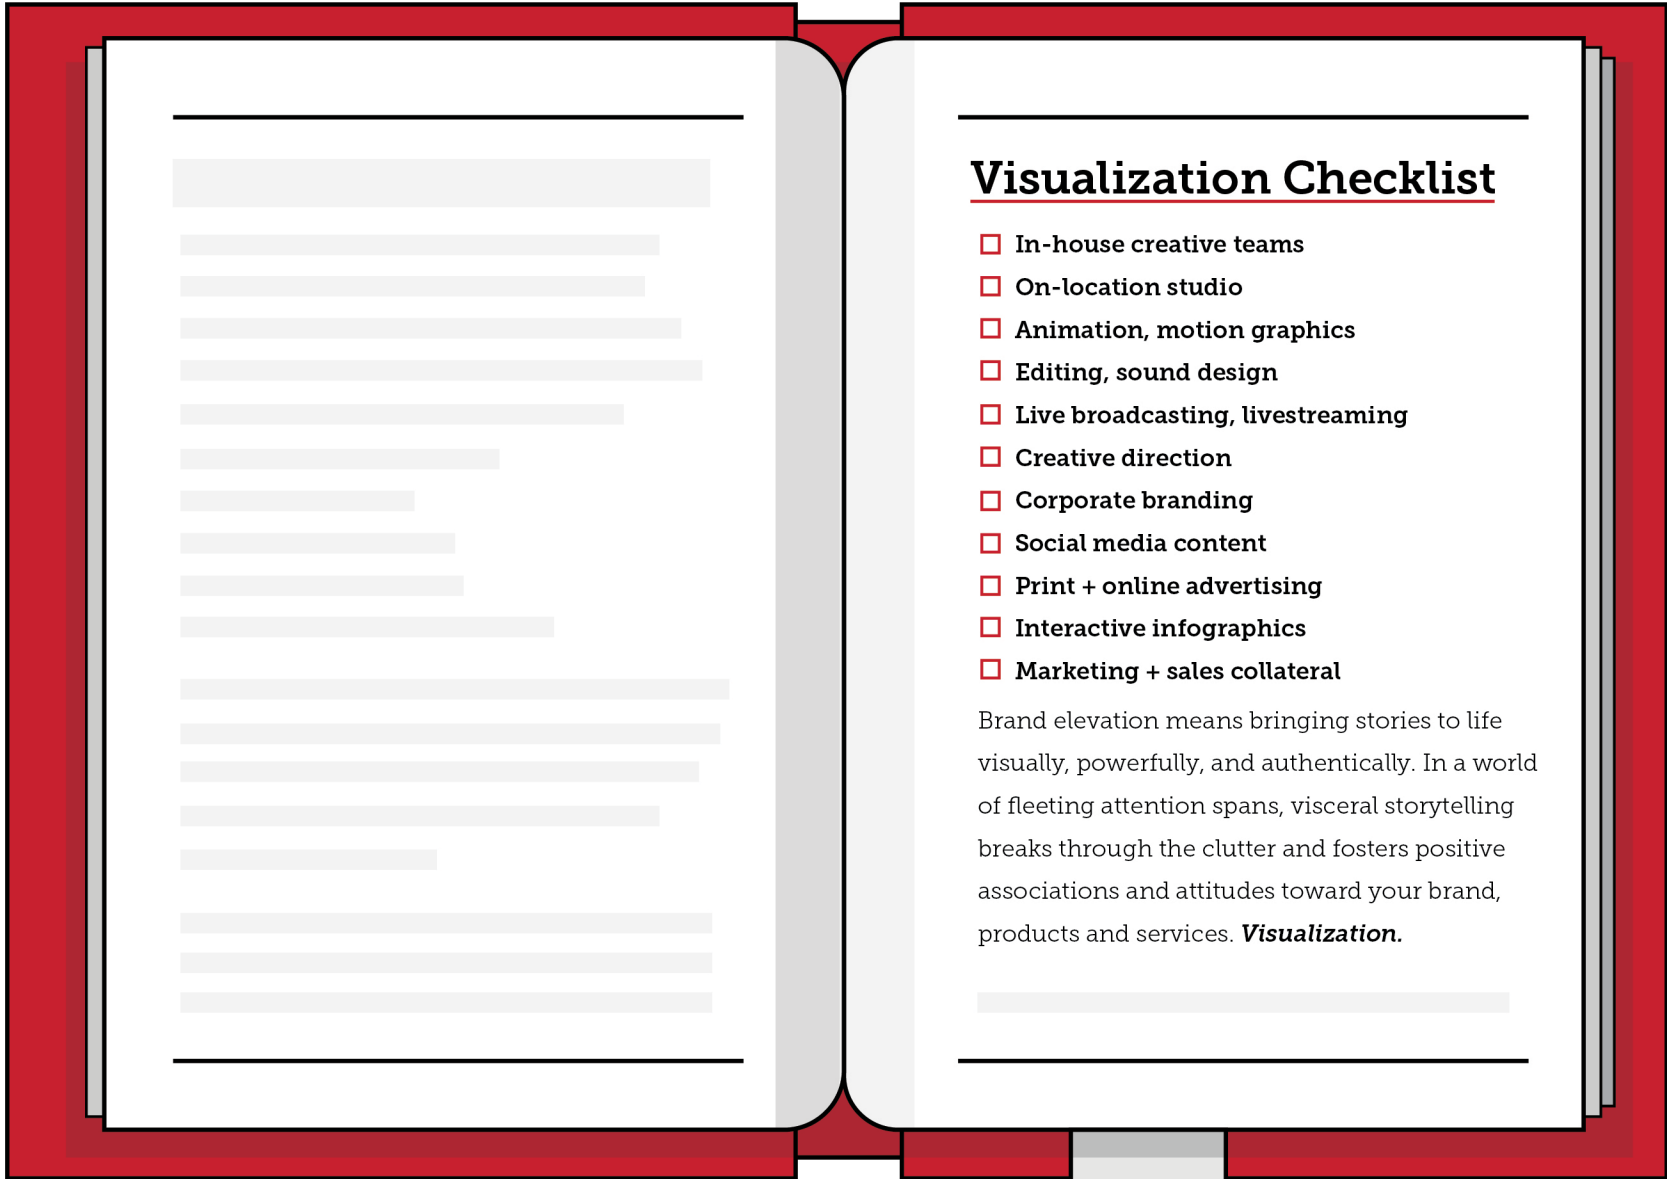 Visualization Checklist
In-house creative teams
On-location studio
Animation, motion graphics
Editing, sound design
Live broadcasting, livestreaming
Creative direction
Corporate branding
Social media content
Print + online advertising
Interactive infographics
Marketing + sales collateral
Brand elevation means bringing stories to life
visually, powerfully, and authentically. In a world
of fleeting attention spans, visceral storytelling
breaks through the clutter and fosters positive
associations and attitudes toward your brand,
products and services. Visualization.